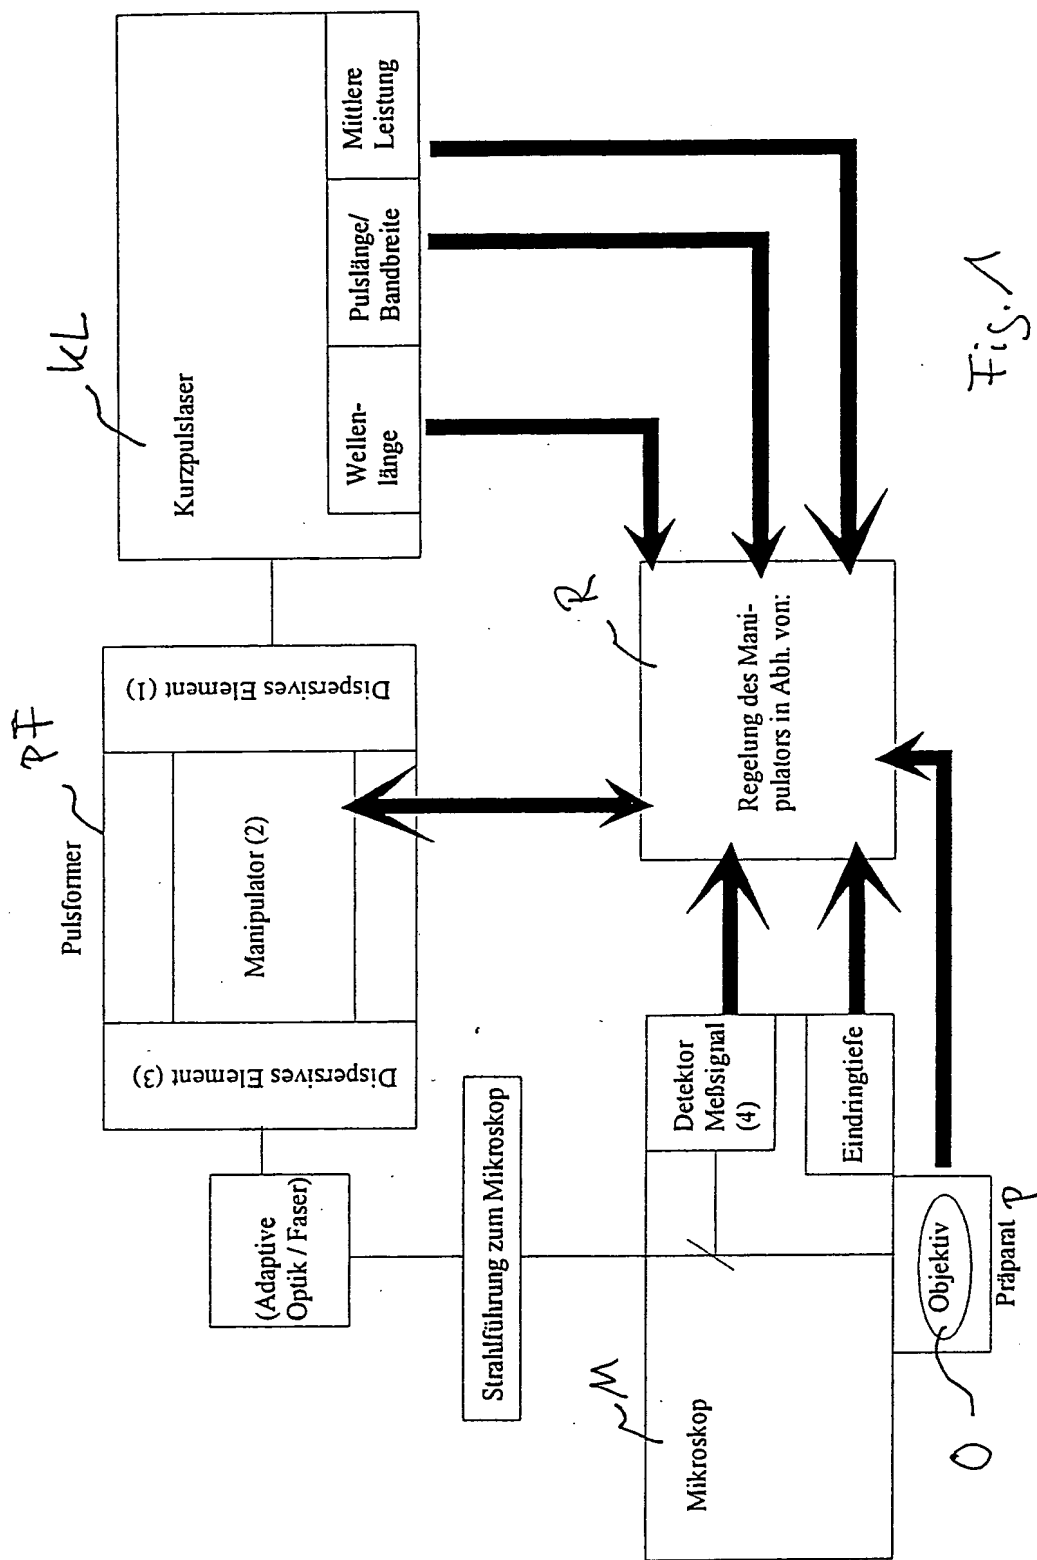 Pulsformer
PF
KL
Dispersives Element (3)
Manipulator (2)
Dispersives Element (1)
Kurzpulslaser
Wellen-
länge
Pulslänge/
Bandbreite
Mittlere
Leistung
(Adaptive
Optik / Faser)
Strahlführung zum Mikroskop
M
Mikroskop
Detektor
Meßsignal
(4)
Eindringtiefe
R
Regelung des Mani-
pulators in Abh. von:
O
Objektiv
Präparat P
Fig. 1